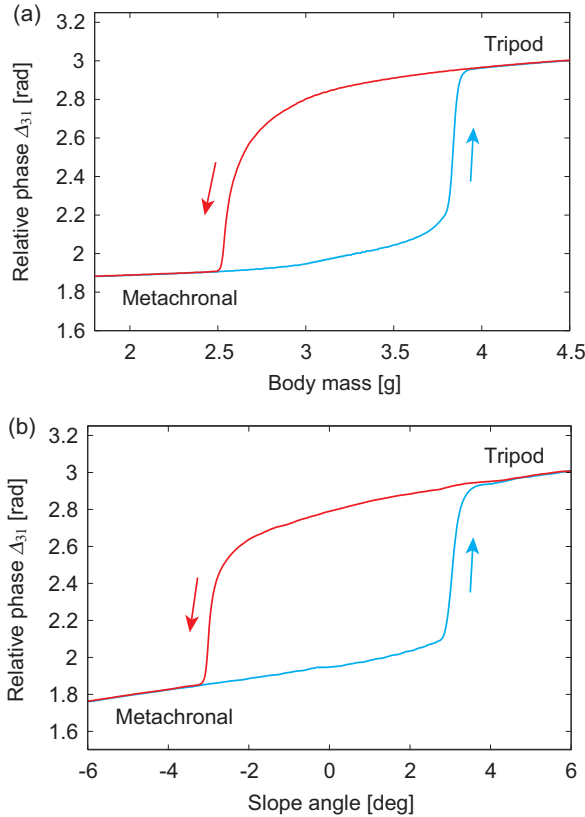 (a)
Relative phase Δ₃₁ [rad]
3.2
3
2.8
2.6
2.4
2.2
2
1.8
1.6
Tripod
Metachronal
2 2.5 3 3.5 4 4.5
Body mass [g]
(b)
Relative phase Δ₃₁ [rad]
3.2
3
2.8
2.6
2.4
2.2
2
1.8
1.6
Tripod
Metachronal
-6 -4 -2 0 2 4 6
Slope angle [deg]